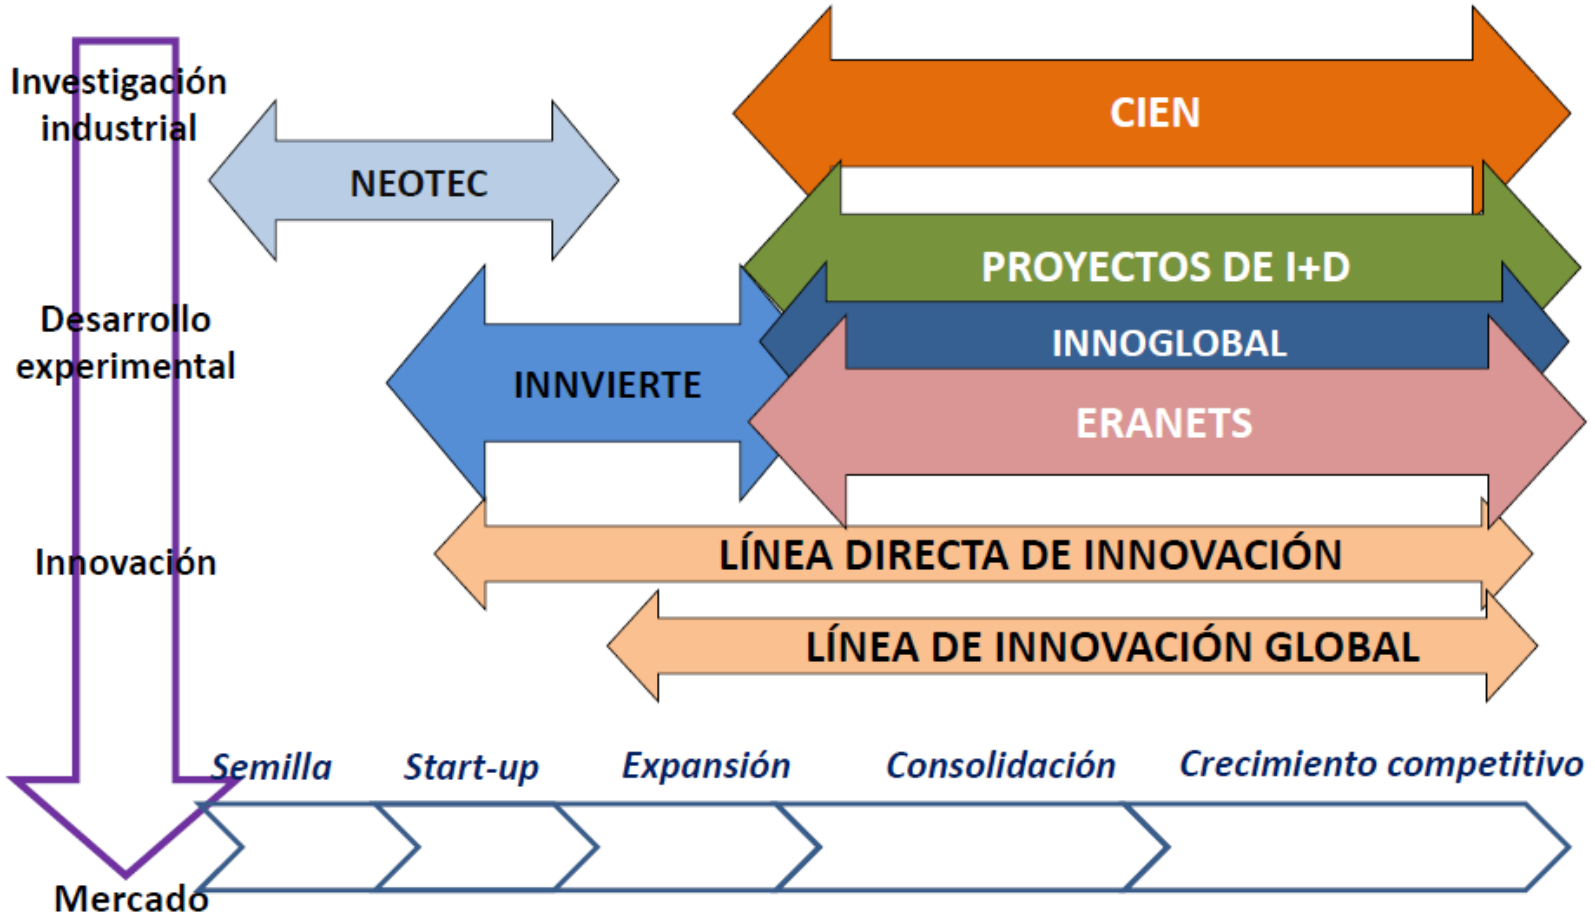 Investigación
industrial
CIEN
NEOTEC
PROYECTOS DE I+D
Desarrollo
experimental
INNOGLOBAL
INNVIERTE
ERANETS
Innovación
LÍNEA DIRECTA DE INNOVACIÓN
LÍNEA DE INNOVACIÓN GLOBAL
Semilla
Start-up
Expansión
Consolidación
Crecimiento competitivo
Mercado